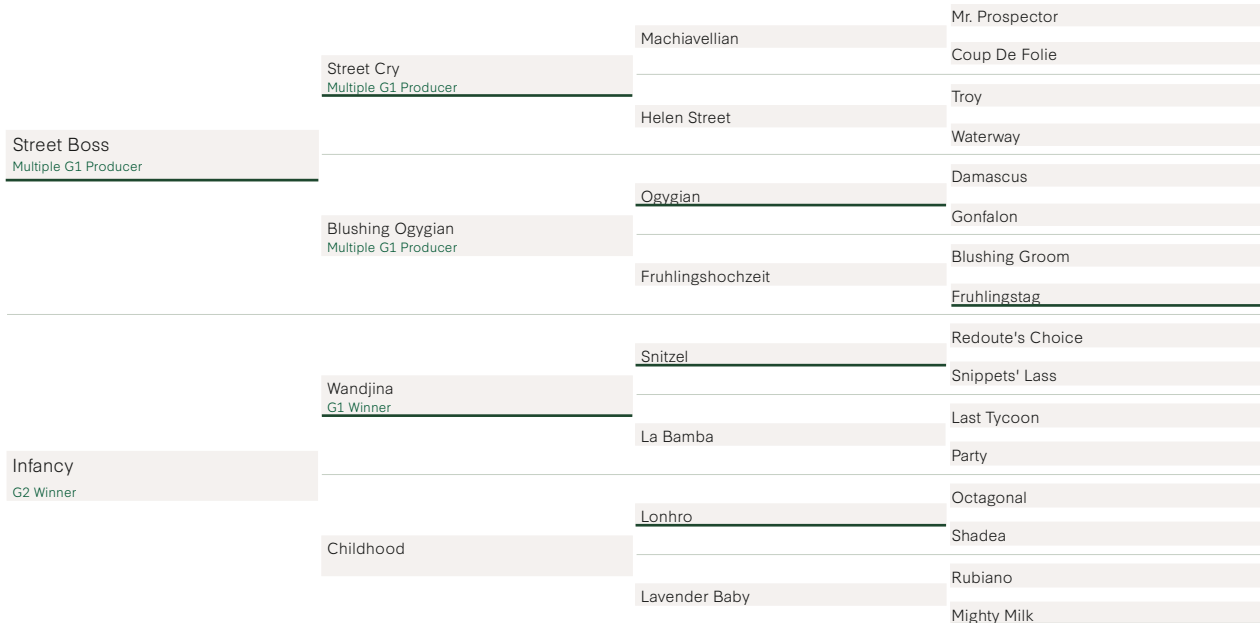 Street Boss
Multiple G1 Producer
Infancy
G2 Winner
Street Cry
Multiple G1 Producer
Blushing Ogygian
Multiple G1 Producer
Wandjina
G1 Winner
Childhood
Machiavellian
Helen Street
Ogygian
Fruhlingshochzeit
Snitzel
La Bamba
Lonhro
Lavender Baby
Mr. Prospector
Coup De Folie
Troy
Waterway
Damascus
Gonfalon
Blushing Groom
Fruhlingstag
Redoute's Choice
Snippets' Lass
Last Tycoon
Party
Octagonal
Shadea
Rubiano
Mighty Milk